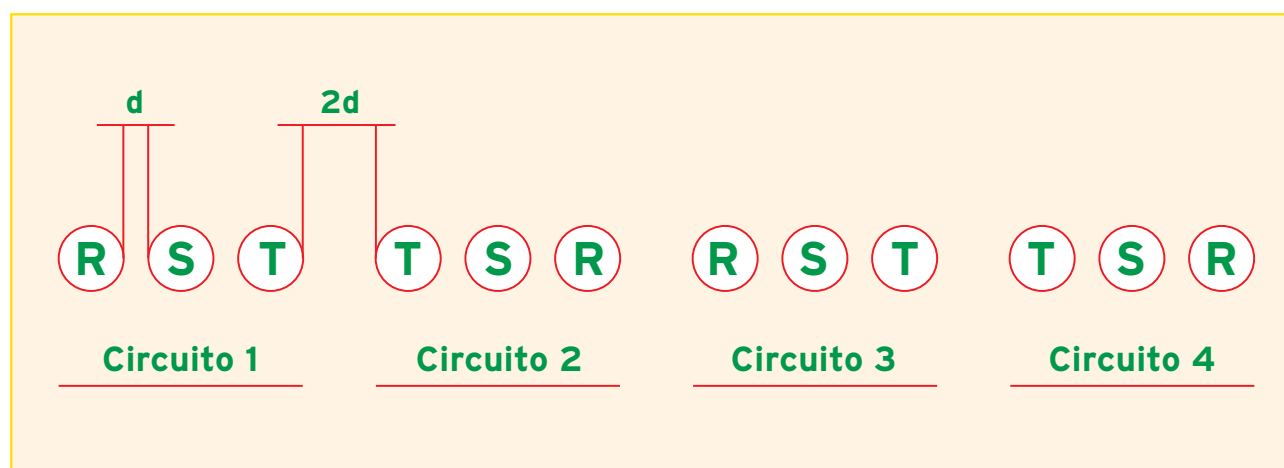 d 2d
R S T T S R R S T T S R
Circuito 1 Circuito 2 Circuito 3 Circuito 4